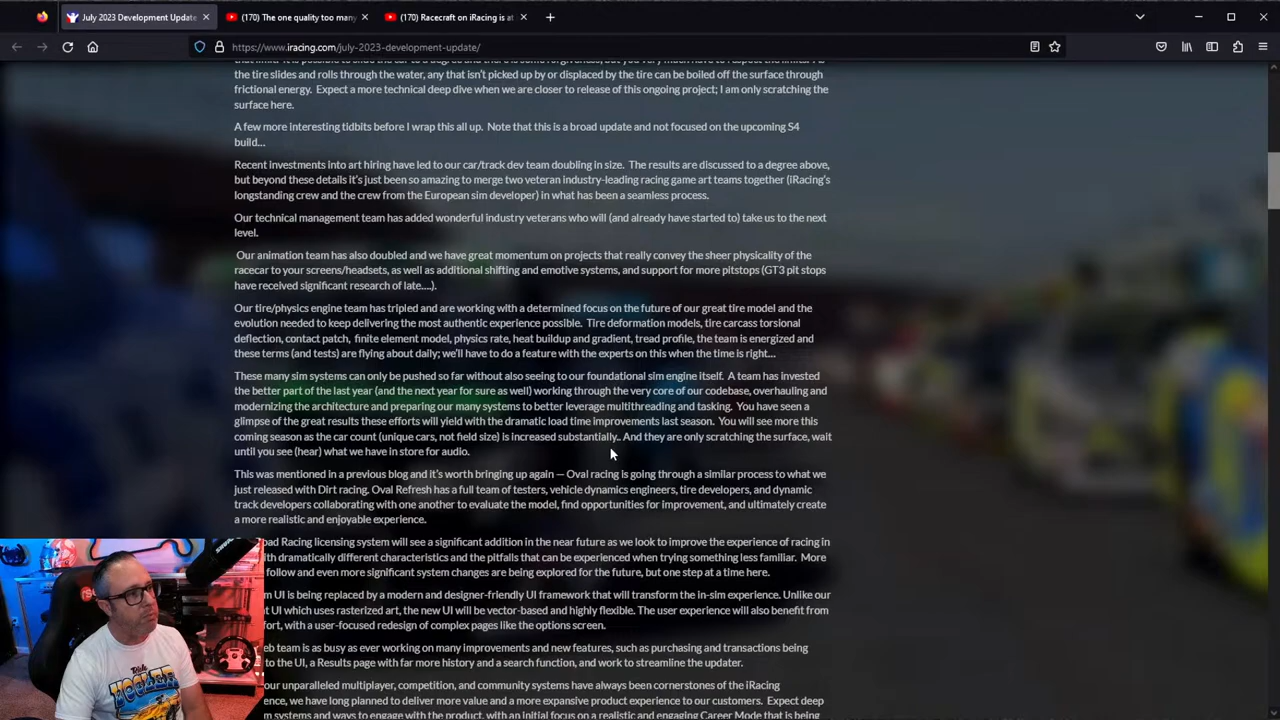 July 2023 Development Update
(170) The one quality too many
(170) Racecraft on iRacing is at
https://www.iracing.com/july-2023-development-update/
the tire slides and rolls through the water, any that isn't picked up by or displaced by the tire can be boiled off the surface through
frictional energy. Expect a more technical deep dive when we are closer to release of this ongoing project; I am only scratching the
surface here.
A few more interesting tidbits before I wrap this all up. Note that this is a broad update and not focused on the upcoming S4
build...
Recent investments into art hiring have led to our car/track dev team doubling in size. The results are discussed to a degree above,
but beyond these details it's just been so amazing to merge two veteran industry-leading racing game art teams together (iRacing's
longstanding crew and the crew from the European sim developer) in what has been a seamless process.
Our technical management team has added wonderful industry veterans who will (and already have started to) take us to the next
level.
Our animation team has also doubled and we have great momentum on projects that really convey the sheer physicality of the
racecar to your screens/headsets, as well as additional shifting and emotive systems, and support for more pitstops (GT3 pit stops
have received significant research of late....).
Our tire/physics engine team has tripled and are working with a determined focus on the future of our great tire model and the
evolution needed to keep delivering the most authentic experience possible. Tire deformation models, tire carcass torsional
deflection, contact patch, finite element model, physics rate, heat buildup and gradient, tread profile, the team is energized and
these terms (and tests) are flying about daily; we'll have to do a feature with the experts on this when the time is right...
These many sim systems can only be pushed so far without also seeing to our foundational sim engine itself. A team has invested
the better part of the last year (and the next year for sure as well) working through the very core of our codebase, overhauling and
modernizing the architecture and preparing our many systems to better leverage multithreading and tasking. You have seen a
glimpse of the great results these efforts will yield with the dramatic load time improvements last season. You will see more this
coming season as the car count (unique cars, not field size) is increased substantially.. And they are only scratching the surface, wait
until you see (hear) what we have in store for audio.
This was mentioned in a previous blog and it's worth bringing up again — Oval racing is going through a similar process to what we
just released with Dirt racing. Oval Refresh has a full team of testers, vehicle dynamics engineers, tire developers, and dynamic
track developers collaborating with one another to evaluate the model, find opportunities for improvement, and ultimately create
a more realistic and enjoyable experience.
oad Racing licensing system will see a significant addition in the near future as we look to improve the experience of racing in
ith dramatically different characteristics and the pitfalls that can be experienced when trying something less familiar. More
follow and even more significant system changes are being explored for the future, but one step at a time here.
m UI is being replaced by a modern and designer-friendly UI framework that will transform the in-sim experience. Unlike our
t UI which uses rasterized art, the new UI will be vector-based and highly flexible. The user experience will also benefit from
fort, with a user-focused redesign of complex pages like the options screen.
eb team is as busy as ever working on many improvements and new features, such as purchasing and transactions being
to the UI, a Results page with far more history and a search function, and work to streamline the updater.
our unparalleled multiplayer, competition, and community systems have always been cornerstones of the iRacing
ence, we have long planned to deliver more value and a more expansive product experience to our customers. Expect deep
m systems and ways to engage with the product, with an initial focus on a realistic and engaging Career Mode that is being